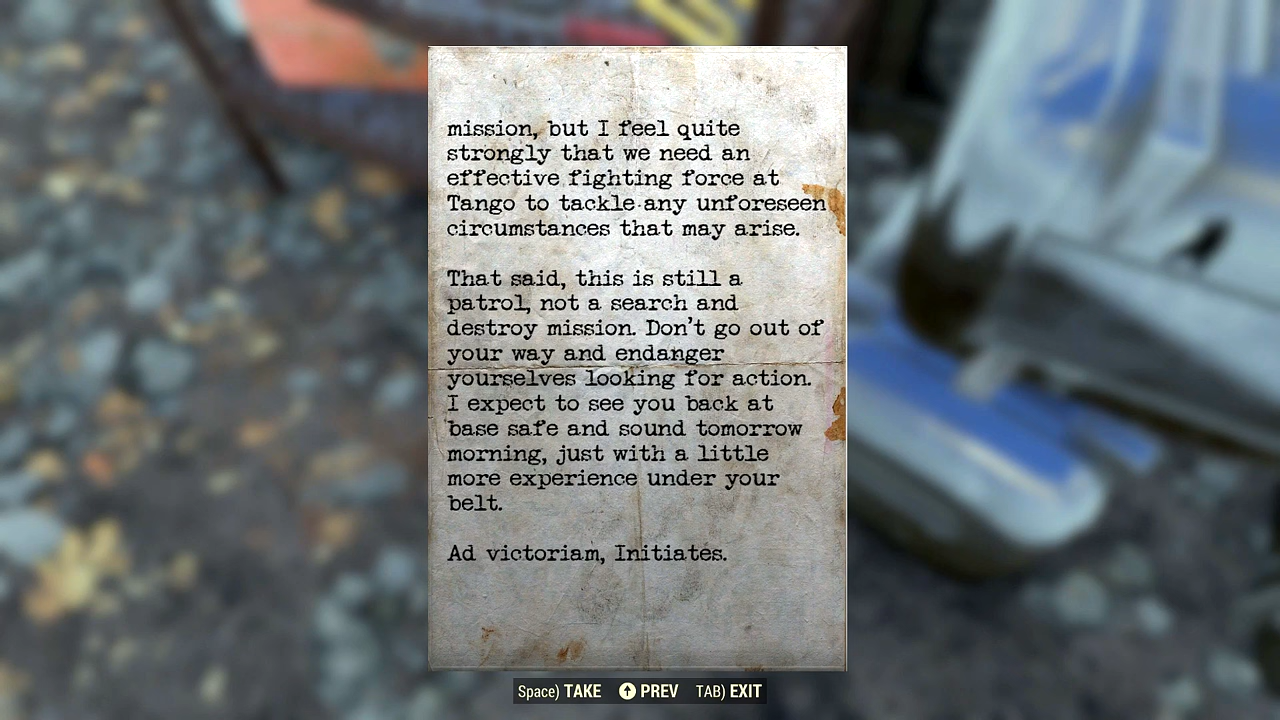 mission, but I feel quite
strongly that we need an
effective fighting force at
Tango to tackle any unforeseen
circumstances that may arise.
That said, this is still a
patrol, not a search and
destroy mission. Don't go out of
your way and endanger
yourselves looking for action.
I expect to see you back at
base safe and sound tomorrow
morning, just with a little
more experience under your
belt.
Ad victoriam, Initiates.
Space) TAKE PREV TAB) EXIT